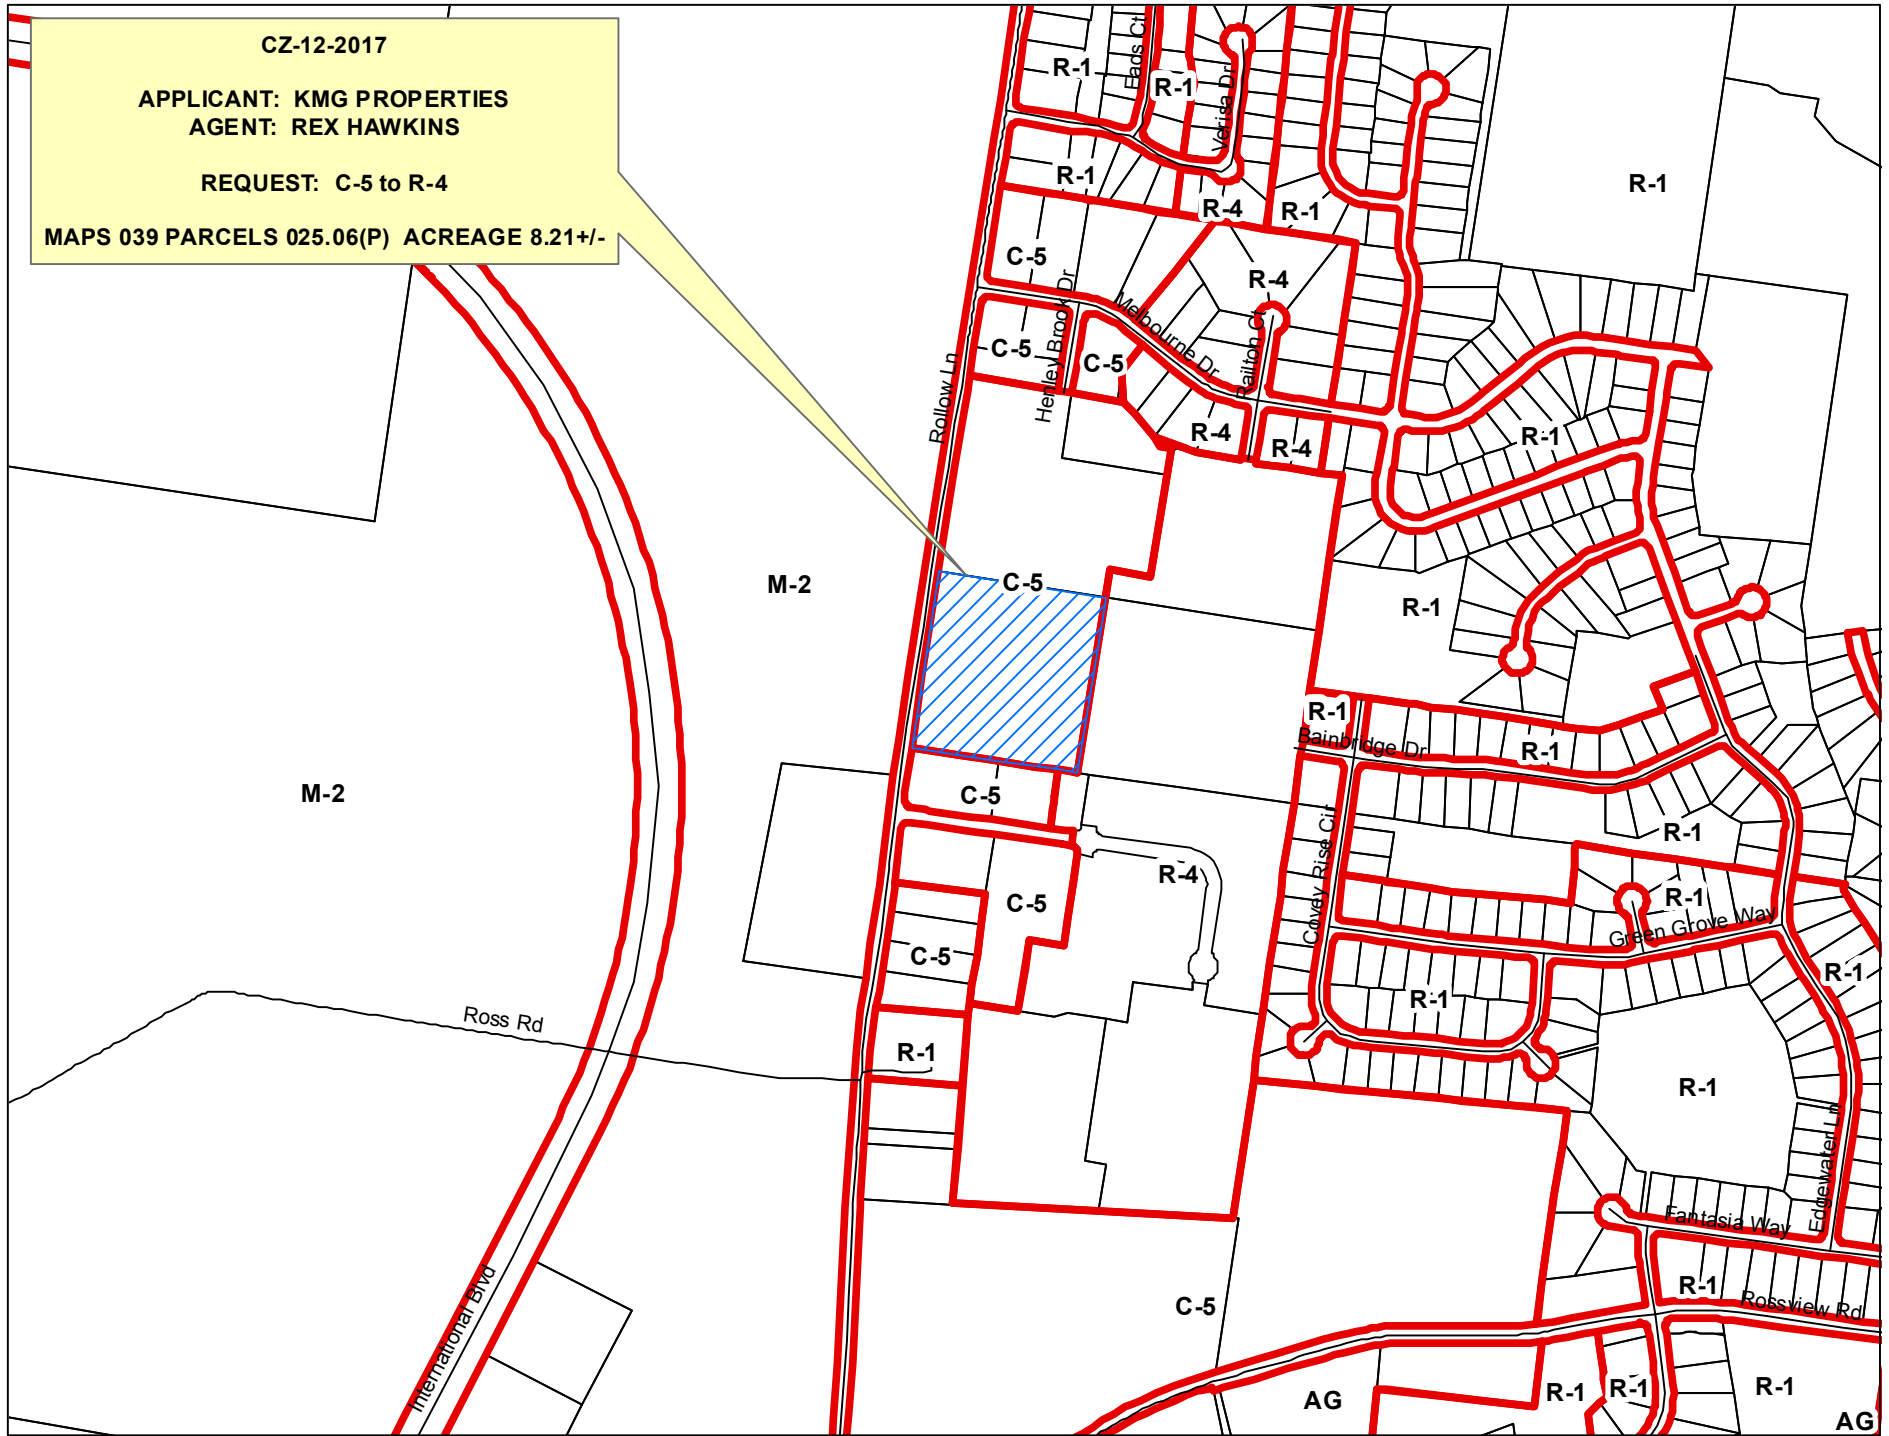 CZ-12-2017
APPLICANT: KMG PROPERTIES
AGENT: REX HAWKINS
REQUEST: C-5 to R-4
MAPS 039 PARCELS 025.06(P) ACREAGE 8.21+/-
R-1
Eads Ct
R-1
Verisa Dr
R-1
R-1
R-4
R-1
C-5
R-4
Henley Brook Dr
Melbourne Dr
Railton Ct
C-5
C-5
Rollow Ln
R-4
R-4
R-1
M-2
C-5
R-1
R-1
Bainbridge Dr
R-1
M-2
C-5
R-1
Covey Rise Cir
R-4
C-5
R-1
Green Grove Way
C-5
R-1
R-1
Ross Rd
R-1
R-1
Edgewater Ln
Fantasia Way
International Blvd
C-5
R-1
Rossview Rd
AG
R-1
R-1
R-1
AG